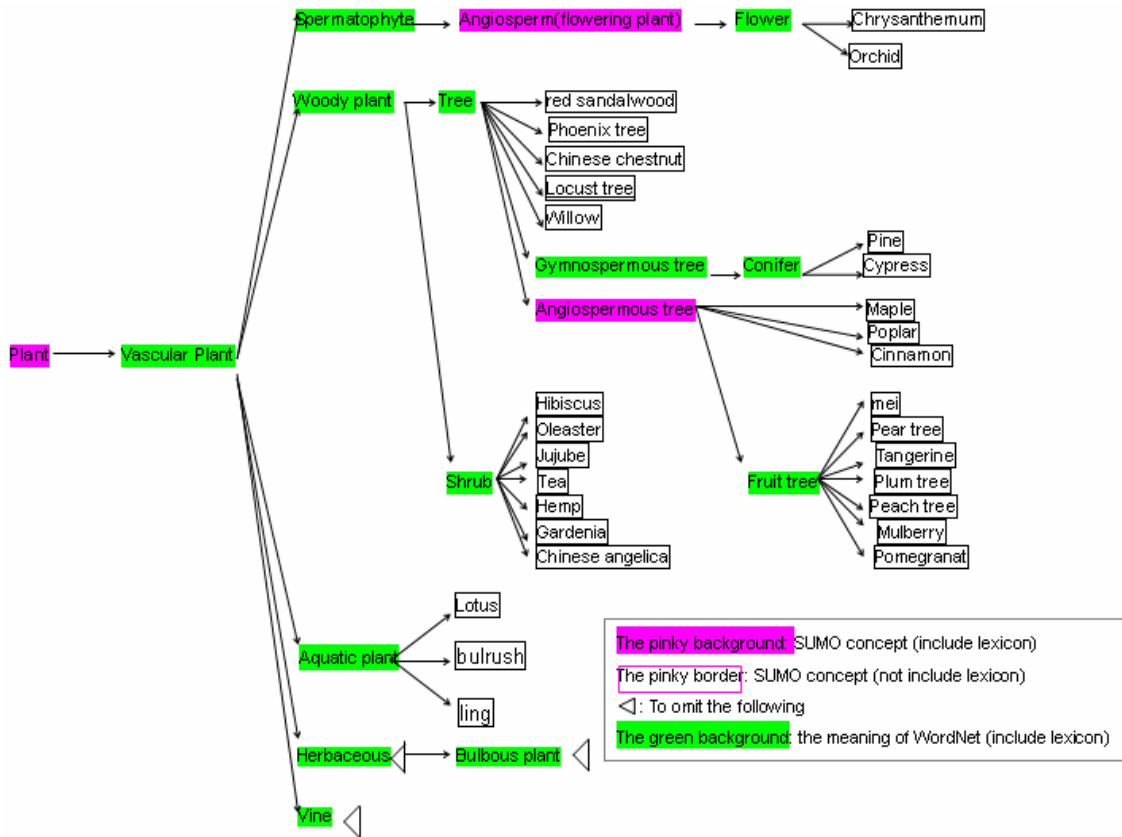 Spermatophyte
Angiosperm(flowering plant)
Flower
Chrysanthemum
Orchid
Woody plant
Tree
red sandalwood
Phoenix tree
Chinese chestnut
Locust tree
Willow
Gymnospermous tree
Conifer
Pine
Cypress
Angiospermous tree
Maple
Poplar
Cinnamon
Plant
Vascular Plant
Hibiscus
Oleaster
Jujube
Shrub
Tea
Hemp
Gardenia
Chinese angelica
mei
Pear tree
Tangerine
Fruit tree
Plum tree
Peach tree
Mulberry
Pomegranat
Aquatic plant
Lotus
bulrush
ling
Herbaceous
Bulbous plant
Vine
The pinky background: SUMO concept (include lexicon)
The pinky border: SUMO concept (not include lexicon)
: To omit the following
The green background: the meaning of WordNet (include lexicon)